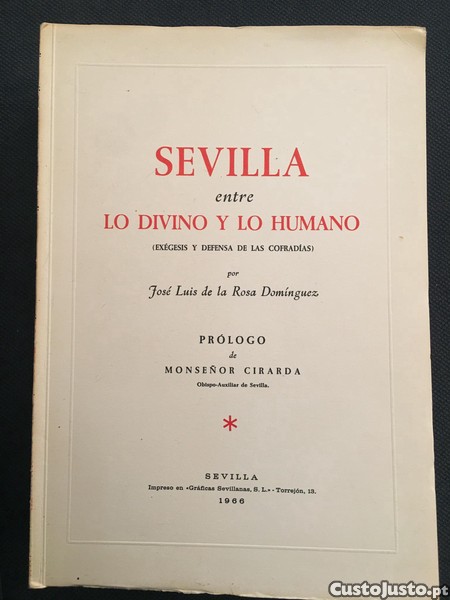 SEVILLA
entre
LO DIVINO Y LO HUMANO
(EXÉGESIS Y DEFENSA DE LAS COFRADÍAS)
por
José Luis de la Rosa Domínguez
PRÓLOGO
de
MONSEÑOR CIRARDA
Obispo-Auxiliar de Sevilla.
*
SEVILLA
Impreso en «Gráficas Sevillanas, S. L.» - Torrejón, 13.
1966
CustoJusto.pt